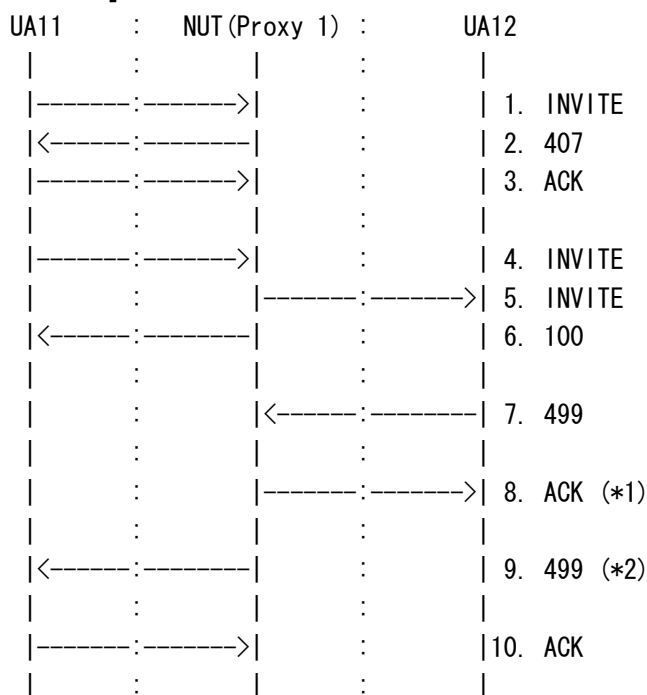 UA11      :   NUT(Proxy 1) :      UA12
 |        :        |       :       |
 |------:------->|       :       | 1. INVITE
 |<------:--------|       :       | 2. 407
 |------:------->|       :       | 3. ACK
 |        :        |       :       |
 |------:------->|       :       | 4. INVITE
 |        :        |-------:------->| 5. INVITE
 |<------:--------|       :       | 6. 100
 |        :        |       :       |
 |        :        |<------:--------| 7. 499
 |        :        |       :       |
 |        :        |-------:------->| 8. ACK (*1)
 |        :        |       :       |
 |<------:--------|       :       | 9. 499 (*2)
 |        :        |       :       |
 |------:------->|       :       |10. ACK
 |        :        |       :       |